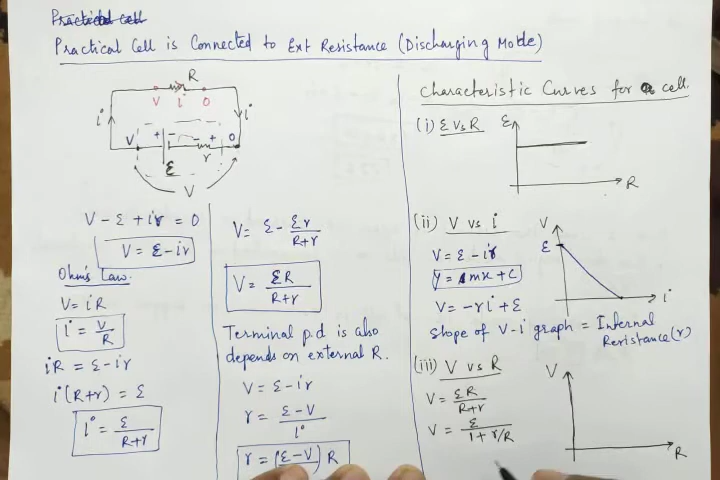 Practical cell
Practical Cell is Connected to Ext Resistance (Discharging Mode)
R
V i 0
i i
V + - - + 0
ε r
V
V - ε + ir = 0
V = ε - ir
Ohm's Law.
V = iR
i = V/R
iR = ε - ir
i(R+r) = ε
i = ε/(R+r)
V = ε - εr/(R+r)
V = εR/(R+r)
Terminal p.d is also
depends on external R.
V = ε - ir
r = (ε-V)/i
r = ((ε-V)/V) R
Characteristic Curves for a cell.
(i) ε vs R
ε
R
(ii) V vs i
V
ε
i
V = ε - ir
y = mx + c
V = -ri + ε
Slope of V-i graph = Internal
Resistance (r)
(iii) V vs R
V
R
V = εR/(R+r)
V = ε/(1 + r/R)